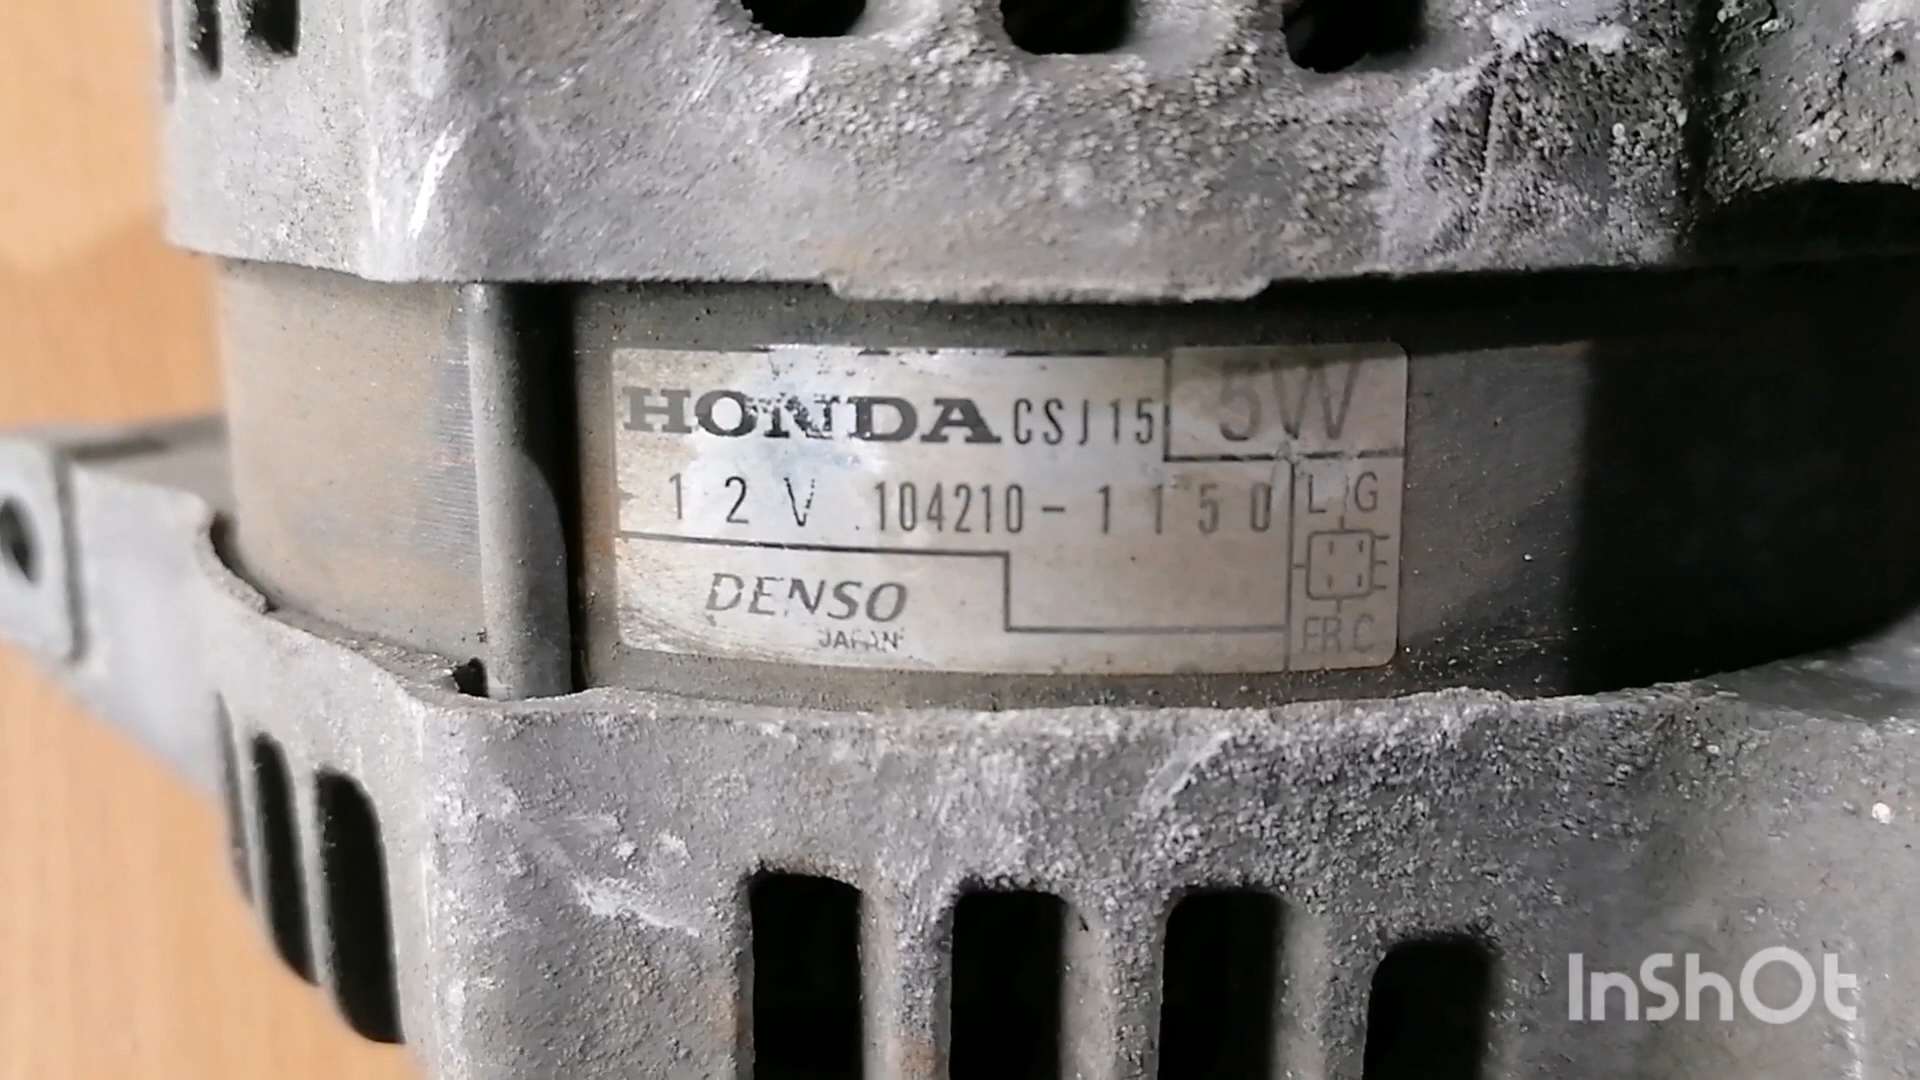 HONDA CSJ15 5W
12V 104210-1150 L IG
DENSO
JAPAN
FR C
InShOt